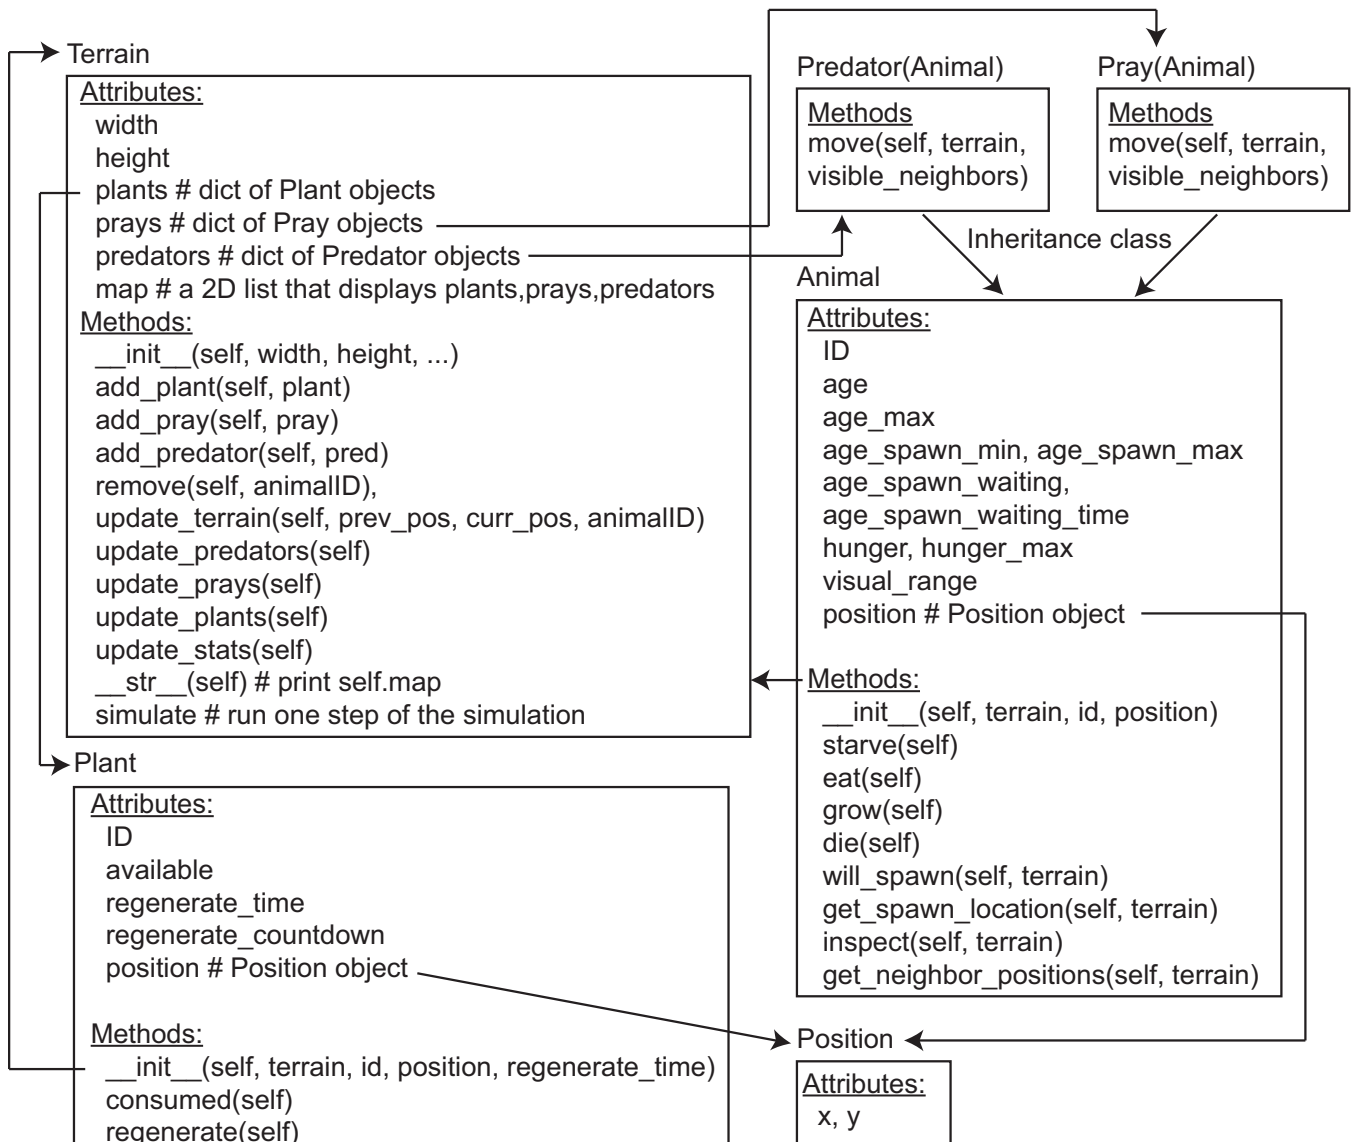 Terrain
Attributes:
width
height
plants # dict of Plant objects
prays # dict of Pray objects
predators # dict of Predator objects
map # a 2D list that displays plants,prays,predators
Methods:
__init__(self, width, height, ...)
add_plant(self, plant)
add_pray(self, pray)
add_predator(self, pred)
remove(self, animalID),
update_terrain(self, prev_pos, curr_pos, animalID)
update_predators(self)
update_prays(self)
update_plants(self)
update_stats(self)
__str__(self) # print self.map
simulate # run one step of the simulation
Plant
Attributes:
ID
available
regenerate_time
regenerate_countdown
position # Position object
Methods:
__init__(self, terrain, id, position, regenerate_time)
consumed(self)
regenerate(self)
Predator(Animal)
Methods
move(self, terrain,
visible_neighbors)
Pray(Animal)
Methods
move(self, terrain,
visible_neighbors)
Inheritance class
Animal
Attributes:
ID
age
age_max
age_spawn_min, age_spawn_max
age_spawn_waiting,
age_spawn_waiting_time
hunger, hunger_max
visual_range
position # Position object
Methods:
__init__(self, terrain, id, position)
starve(self)
eat(self)
grow(self)
die(self)
will_spawn(self, terrain)
get_spawn_location(self, terrain)
inspect(self, terrain)
get_neighbor_positions(self, terrain)
Position
Attributes:
x, y